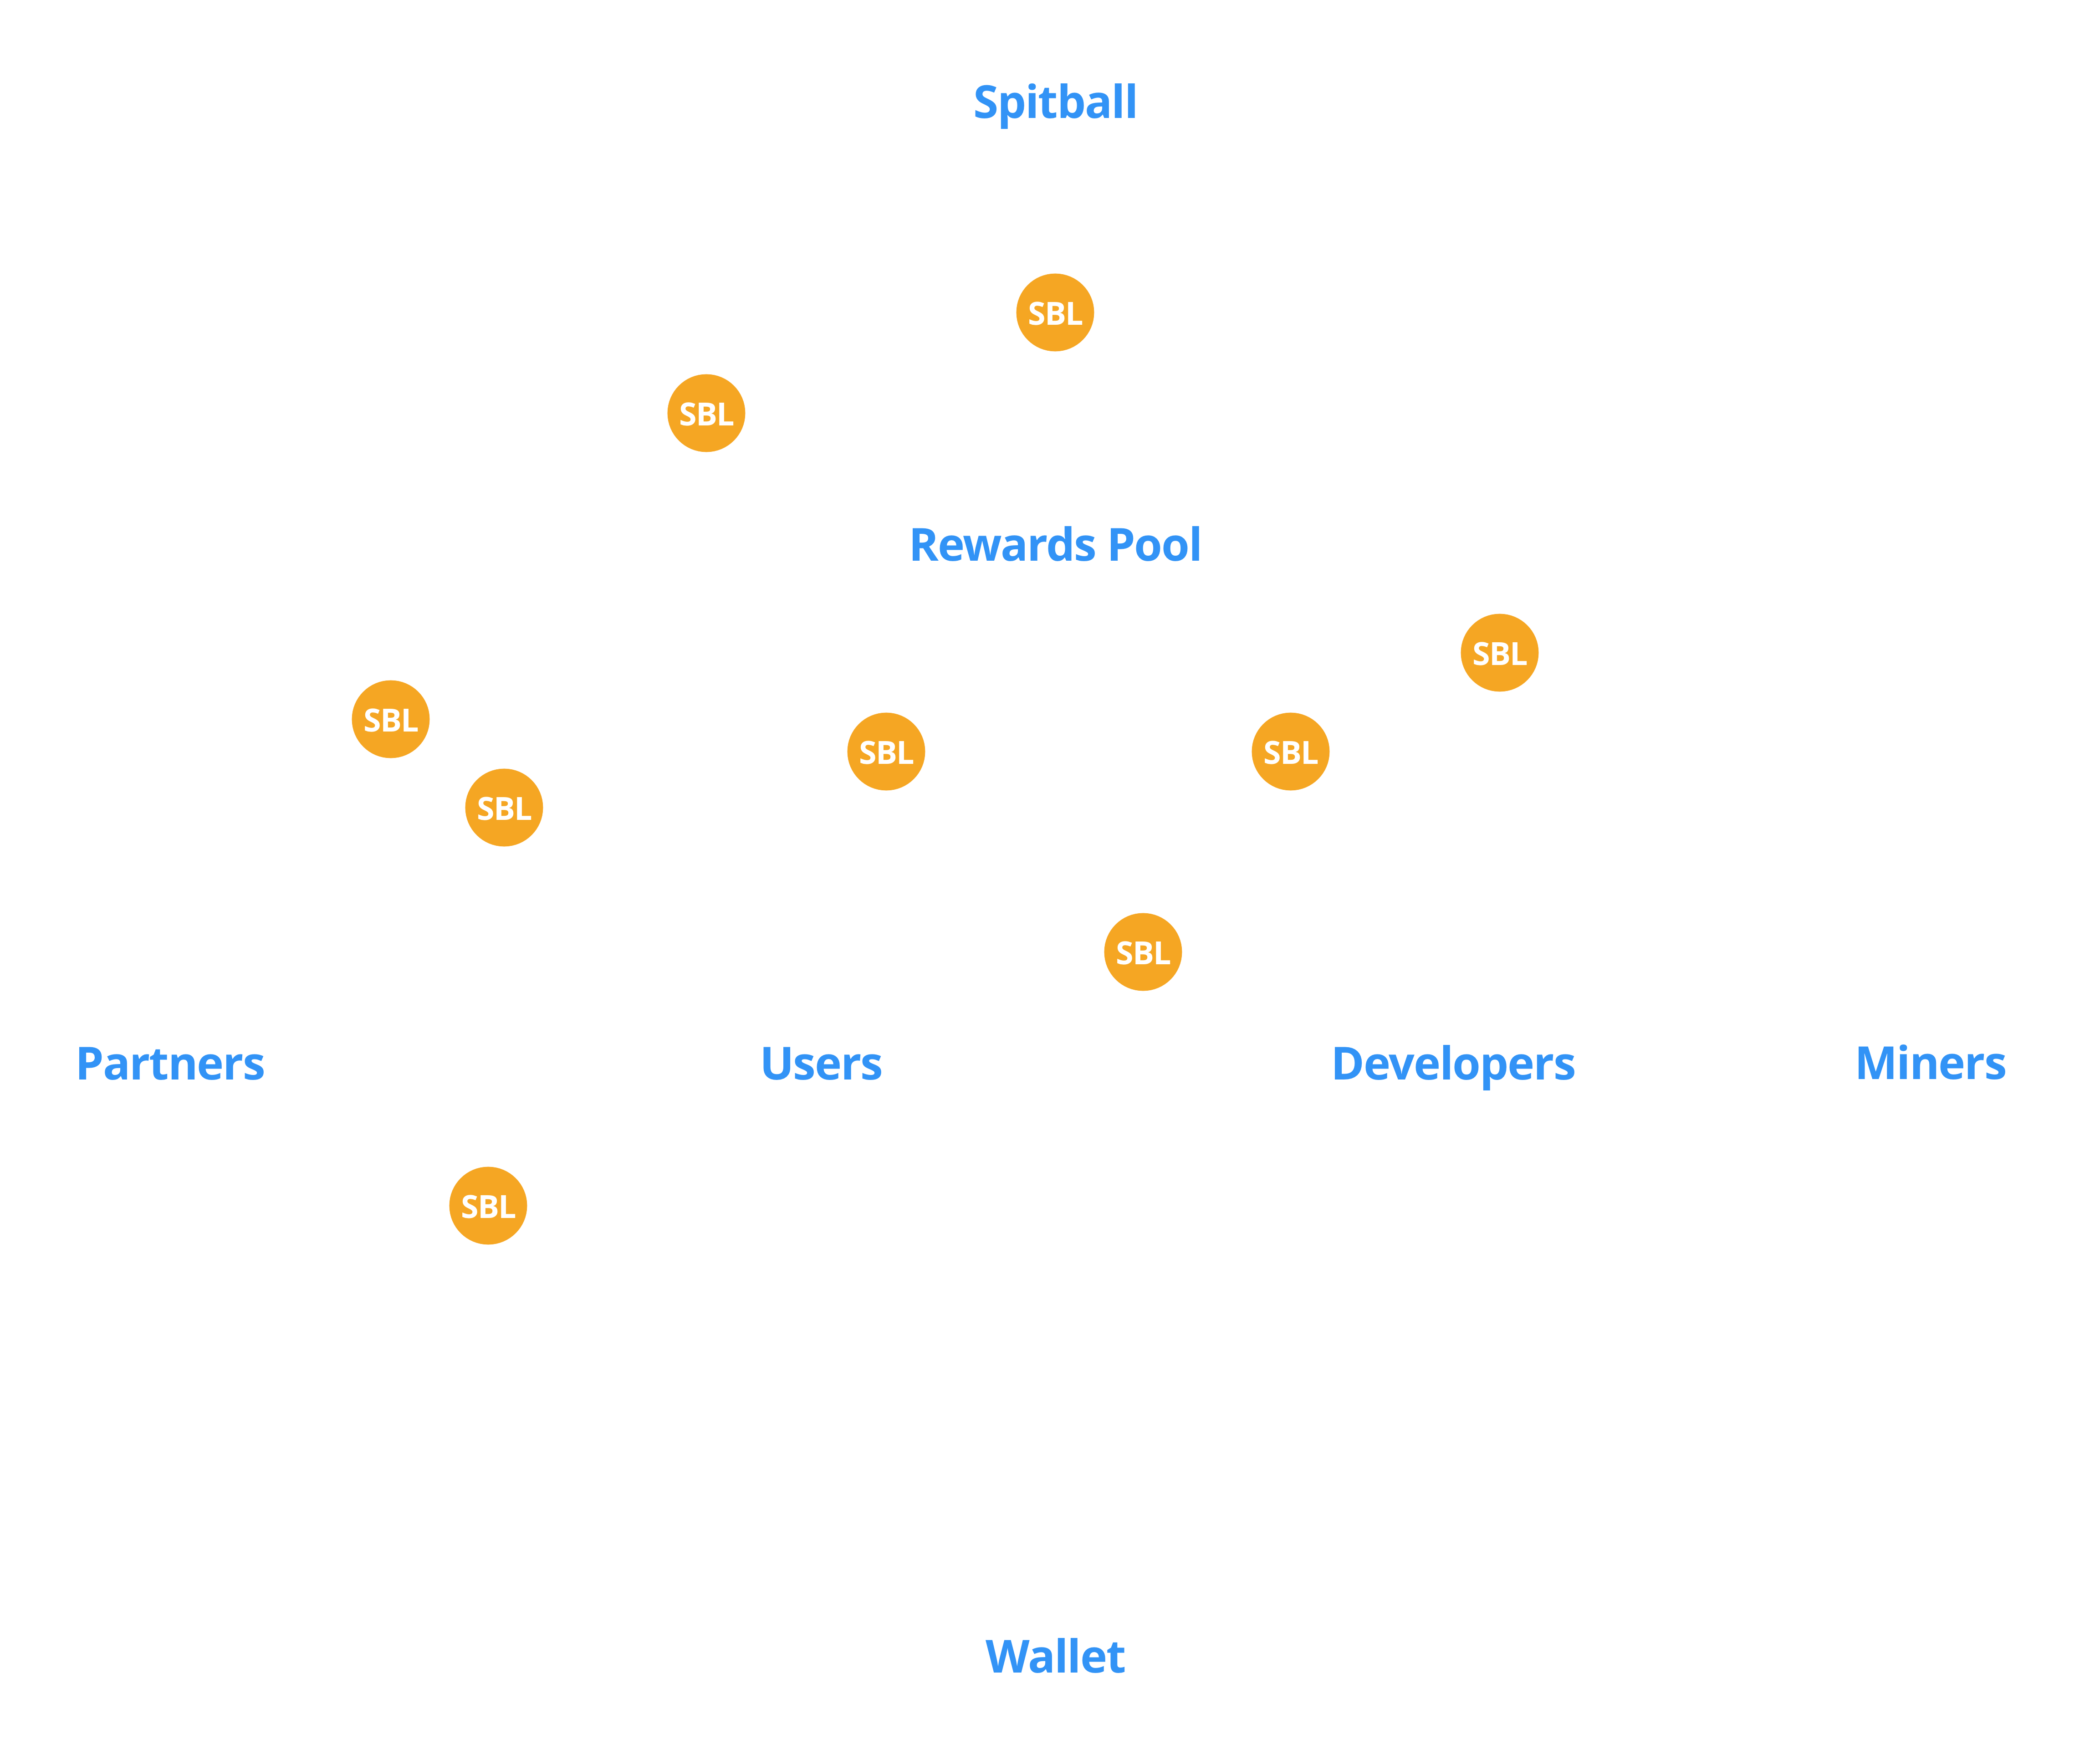 Spitball
SBL
SBL
Rewards Pool
SBL
SBL
SBL
SBL
SBL
SBL
Partners
Users
Developers
Miners
SBL
Wallet